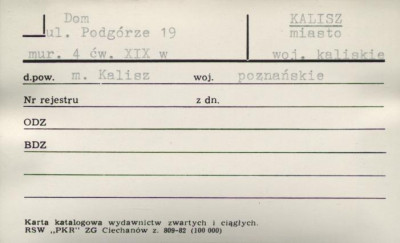 Dom KALISZ
ul. Podgórze 19 miasto
mur. 4 ćw. XIX w woj. kaliskie
d.pow. m. Kalisz woj. poznańskie
Nr rejestru z dn.
ODZ
BDZ
Karta katalogowa wydawnictw zwartych i ciągłych.
RSW „PKR" ZG Ciechanów z. 809-82 (100 000)